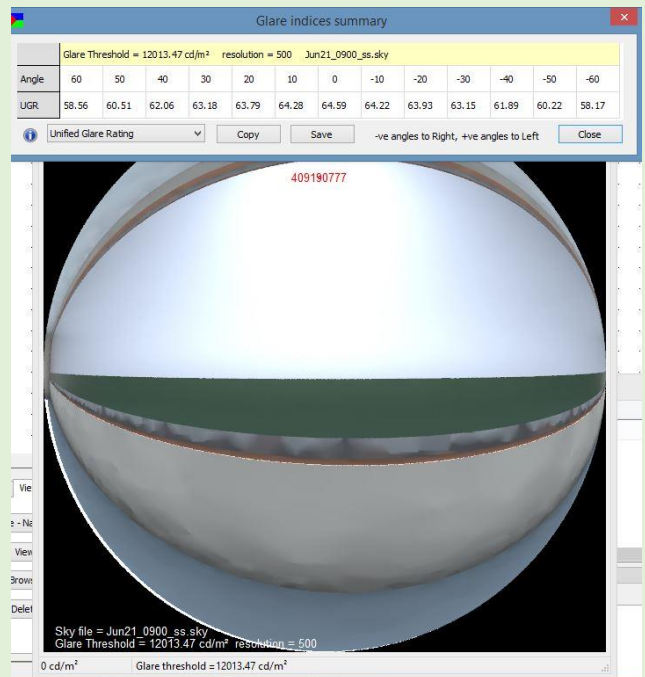 Glare indices summary
Glare Threshold = 12013.47 cd/m² resolution = 500 Jun21_0900_ss.sky
Angle 60 50 40 30 20 10 0 -10 -20 -30 -40 -50 -60
UGR 58.56 60.51 62.06 63.18 63.79 64.28 64.59 64.22 63.93 63.15 61.89 60.22 58.17
Unified Glare Rating Copy Save -ve angles to Right, +ve angles to Left Close
409190777
Vie
e - Na
View
Brows
Delet
Sky file = Jun21_0900_ss.sky
Glare Threshold = 12013.47 cd/m² resolution = 500
0 cd/m² Glare threshold =12013.47 cd/m²